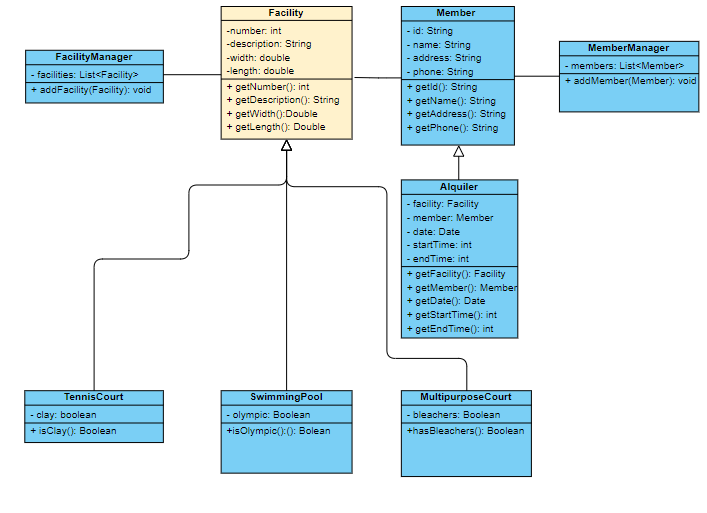 FacilityManager
- facilities: List<Facility>
+ addFacility(Facility): void
Facility
-number: int
-description: String
-width: double
-length: double
+ getNumber(): int
+ getDescription(): String
+ getWidth():Double
+ getLength(): Double
Member
- id: String
- name: String
- address: String
- phone: String
+ getId(): String
+ getName(): String
+ getAddress(): String
+ getPhone(): String
MemberManager
- members: List<Member>
+ addMember(Member): void
Alquiler
- facility: Facility
- member: Member
- date: Date
- startTime: int
- endTime: int
+ getFacility(): Facility
+ getMember(): Member
+ getDate(): Date
+ getStartTime(): int
+ getEndTime(): int
TennisCourt
- clay: boolean
+ isClay(): Boolean
SwimmingPool
- olympic: Boolean
+isOlympic():(): Bolean
MultipurposeCourt
- bleachers: Boolean
+hasBleachers(): Boolean